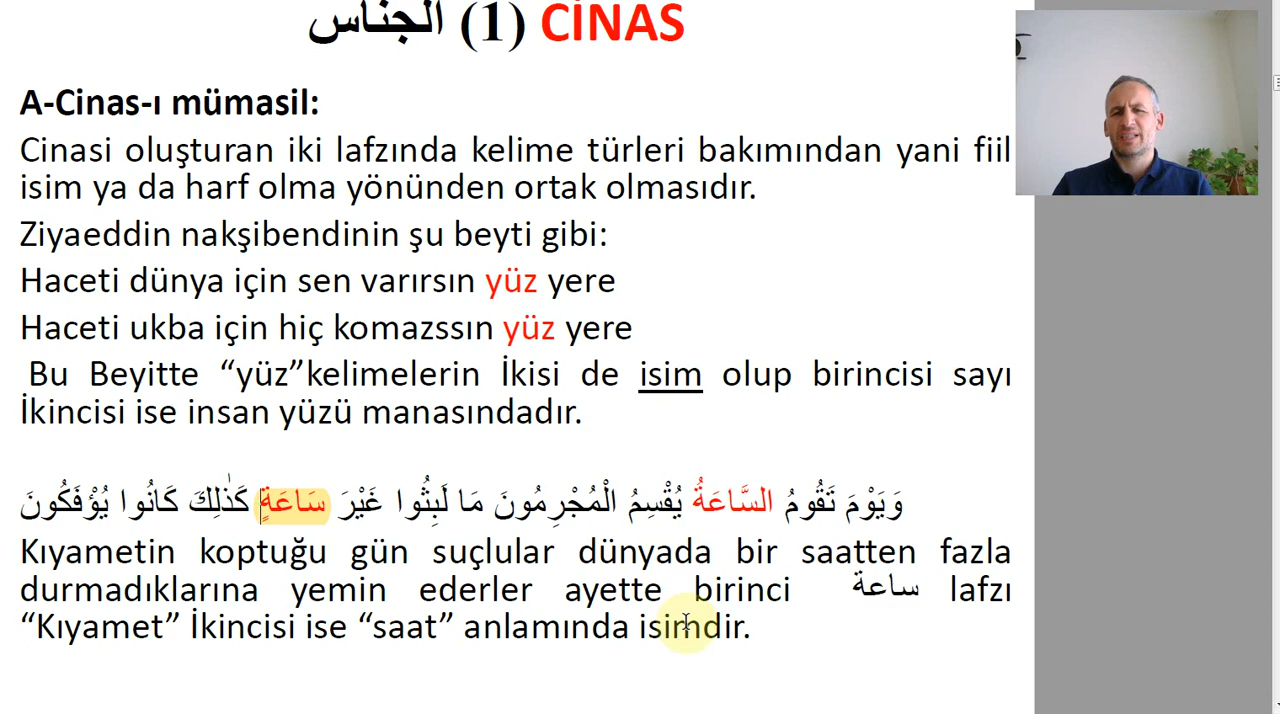 الجناس (1) CİNAS
A-Cinas-ı mümasil:
Cinasi oluşturan iki lafzında kelime türleri bakımından yani fiil
isim ya da harf olma yönünden ortak olmasıdır.
Ziyaeddin nakşibendinin şu beyti gibi:
Haceti dünya için sen varırsın yüz yere
Haceti ukba için hiç komazssın yüz yere
Bu Beyitte “yüz”kelimelerin İkisi de isim olup birincisi sayı
İkincisi ise insan yüzü manasındadır.
وَيَوْمَ تَقُومُ السَّاعَةُ يُقْسِمُ الْمُجْرِمُونَ مَا لَبِثُوا غَيْرَ سَاعَةٍ كَذٰلِكَ كَانُوا يُؤْفَكُونَ
Kıyametin koptuğu gün suçlular dünyada bir saatten fazla
durmadıklarına yemin ederler ayette birinci ساعة lafzı
“Kıyamet” İkincisi ise “saat” anlamında isimdir.